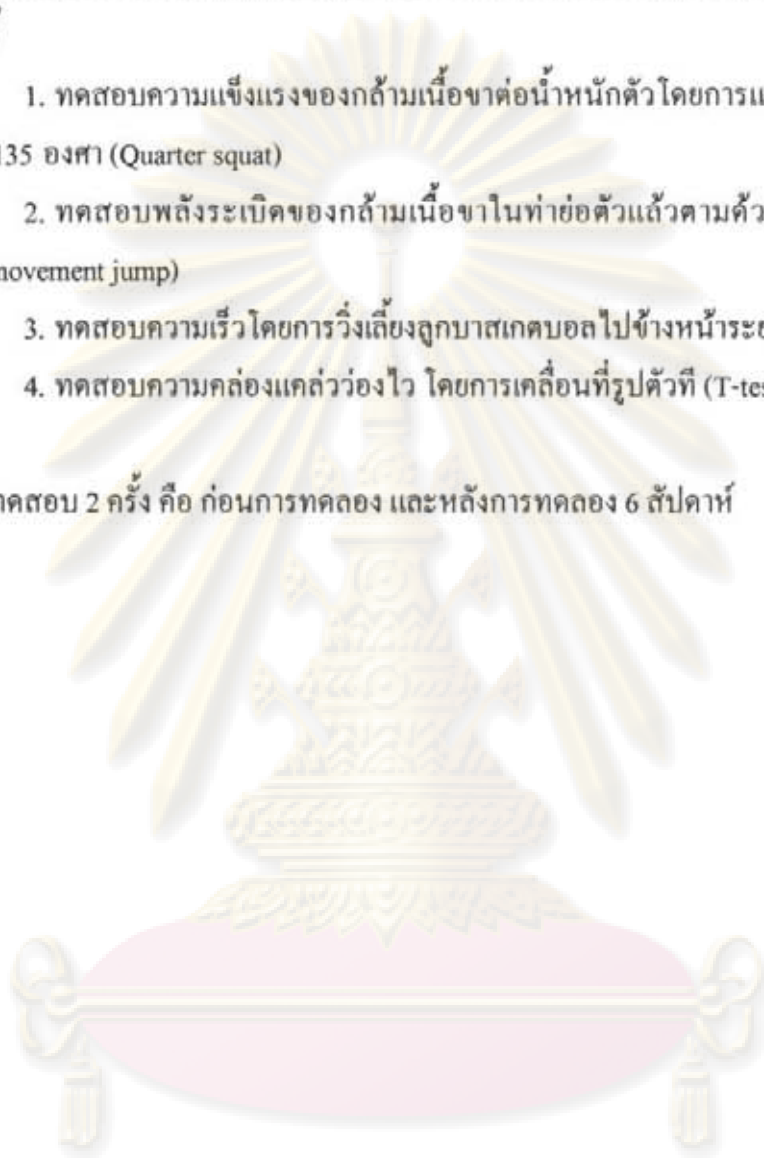 1. ทดสอบความแข็งแรงของกล้ามเนื้อขาต่อน้ำหนักตัวโดยการแ
135 องศา (Quarter squat)
2. ทดสอบพลังระเบิดของกล้ามเนื้อขาในท่าย่อตัวแล้วตามด้ว
movement jump)
3. ทดสอบความเร็วโดยการวิ่งเลี้ยงลูกบาสเกตบอลไปข้างหน้าระย
4. ทดสอบความคล่องแคล่วว่องไว โดยการเคลื่อนที่รูปตัวที (T-tes
ทดสอบ 2 ครั้ง คือ ก่อนการทดลอง และหลังการทดลอง 6 สัปดาห์